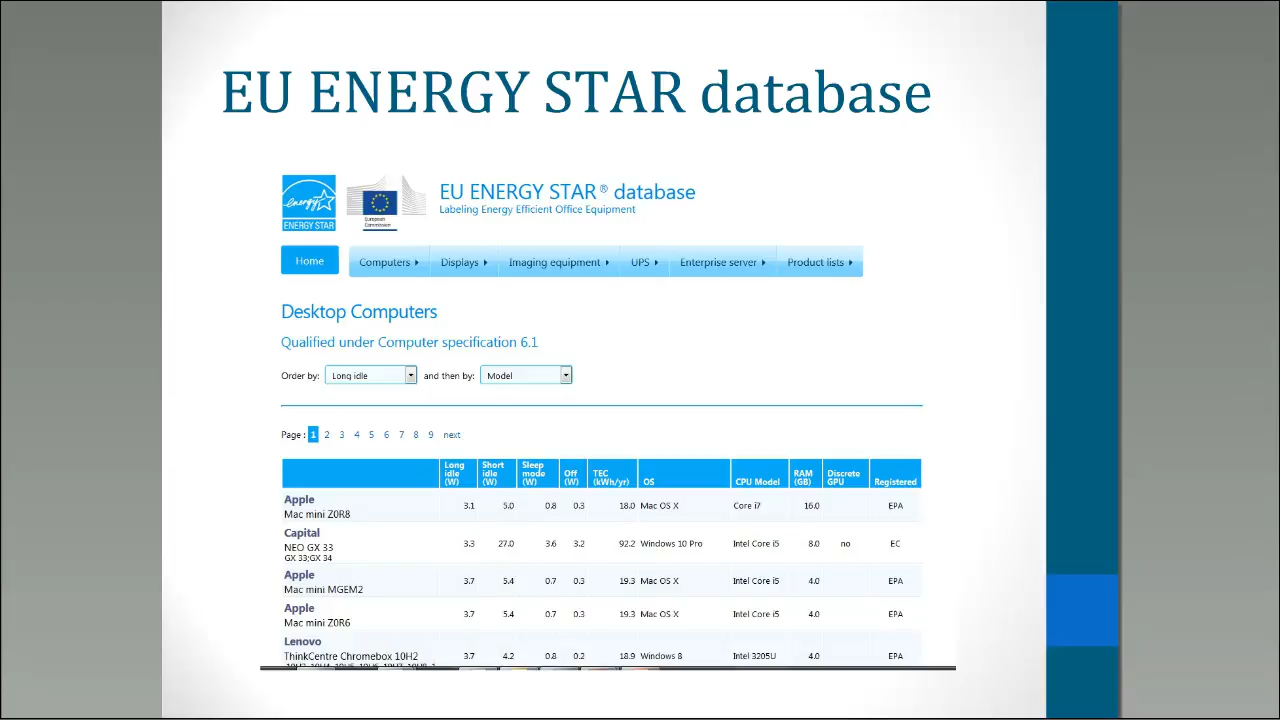 EU ENERGY STAR database
energy
ENERGY STAR
European
Commission
EU ENERGY STAR® database
Labeling Energy Efficient Office Equipment
Home Computers Displays Imaging equipment UPS Enterprise server Product lists
Desktop Computers
Qualified under Computer specification 6.1
Order by: Long idle and then by: Model
Page : 1 2 3 4 5 6 7 8 9 next
Long idle (W) Short idle (W) Sleep mode (W) Off (W) TEC (kWh/yr) OS CPU Model RAM (GB) Discrete GPU Registered
Apple
Mac mini Z0R8 3.1 5.0 0.8 0.3 18.0 Mac OS X Core i7 16.0 EPA
Capital
NEO GX 33 3.3 27.0 3.6 3.2 92.2 Windows 10 Pro Intel Core i5 8.0 no EC
GX 33;GX 34
Apple
Mac mini MGEM2 3.7 5.4 0.7 0.3 19.3 Mac OS X Intel Core i5 4.0 EPA
Apple
Mac mini Z0R6 3.7 5.4 0.7 0.3 19.3 Mac OS X Intel Core i5 4.0 EPA
Lenovo
ThinkCentre Chromebox 10H2 3.7 4.2 0.8 0.2 18.9 Windows 8 Intel 3205U 4.0 EPA